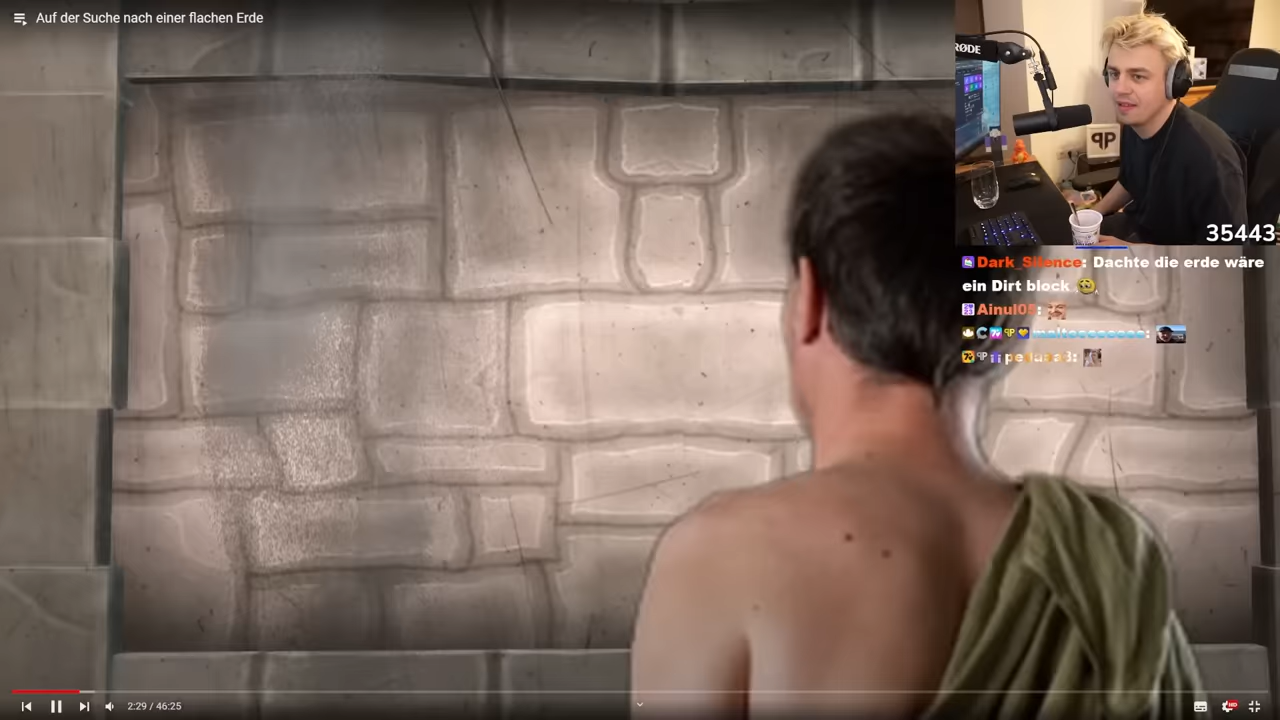 Auf der Suche nach einer flachen Erde
RØDE
35443
Dark_Silence: Dachte die erde wäre
ein Dirt block
2:29 / 46:25
HD